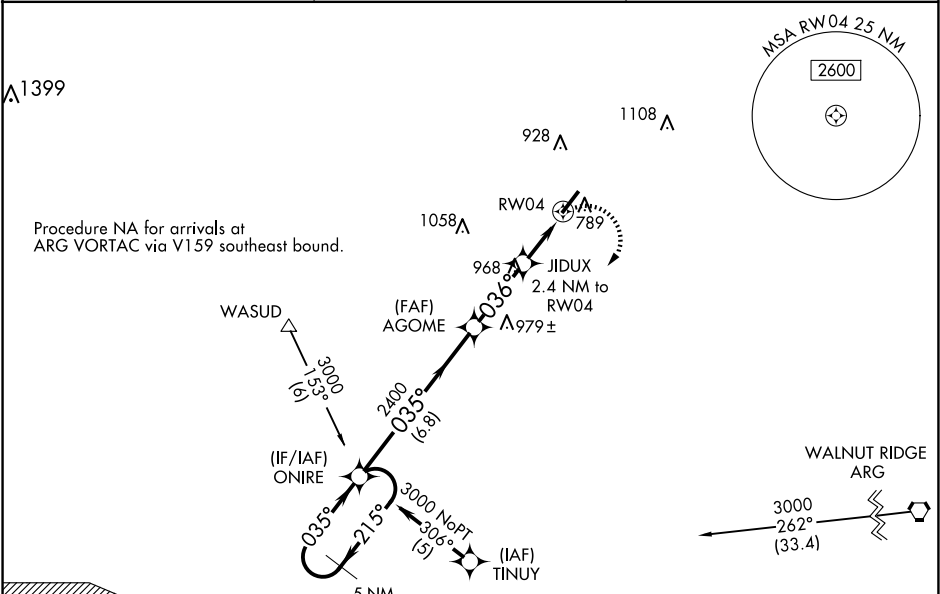 MSA RW04 25 NM
2600
1399
1108
928
RW04
789
1058
Procedure NA for arrivals at
ARG VORTAC via V159 southeast bound.
968
JIDUX
2.4 NM to
RW04
036°
(FAF)
AGOME
979±
WASUD
3000
153°
(6)
2400
035°
(6.8)
(IF/IAF)
ONIRE
WALNUT RIDGE
ARG
3000
262°
(33.4)
3000 NoPT
306°
(5)
035°
215°
(IAF)
TINUY
5 NM